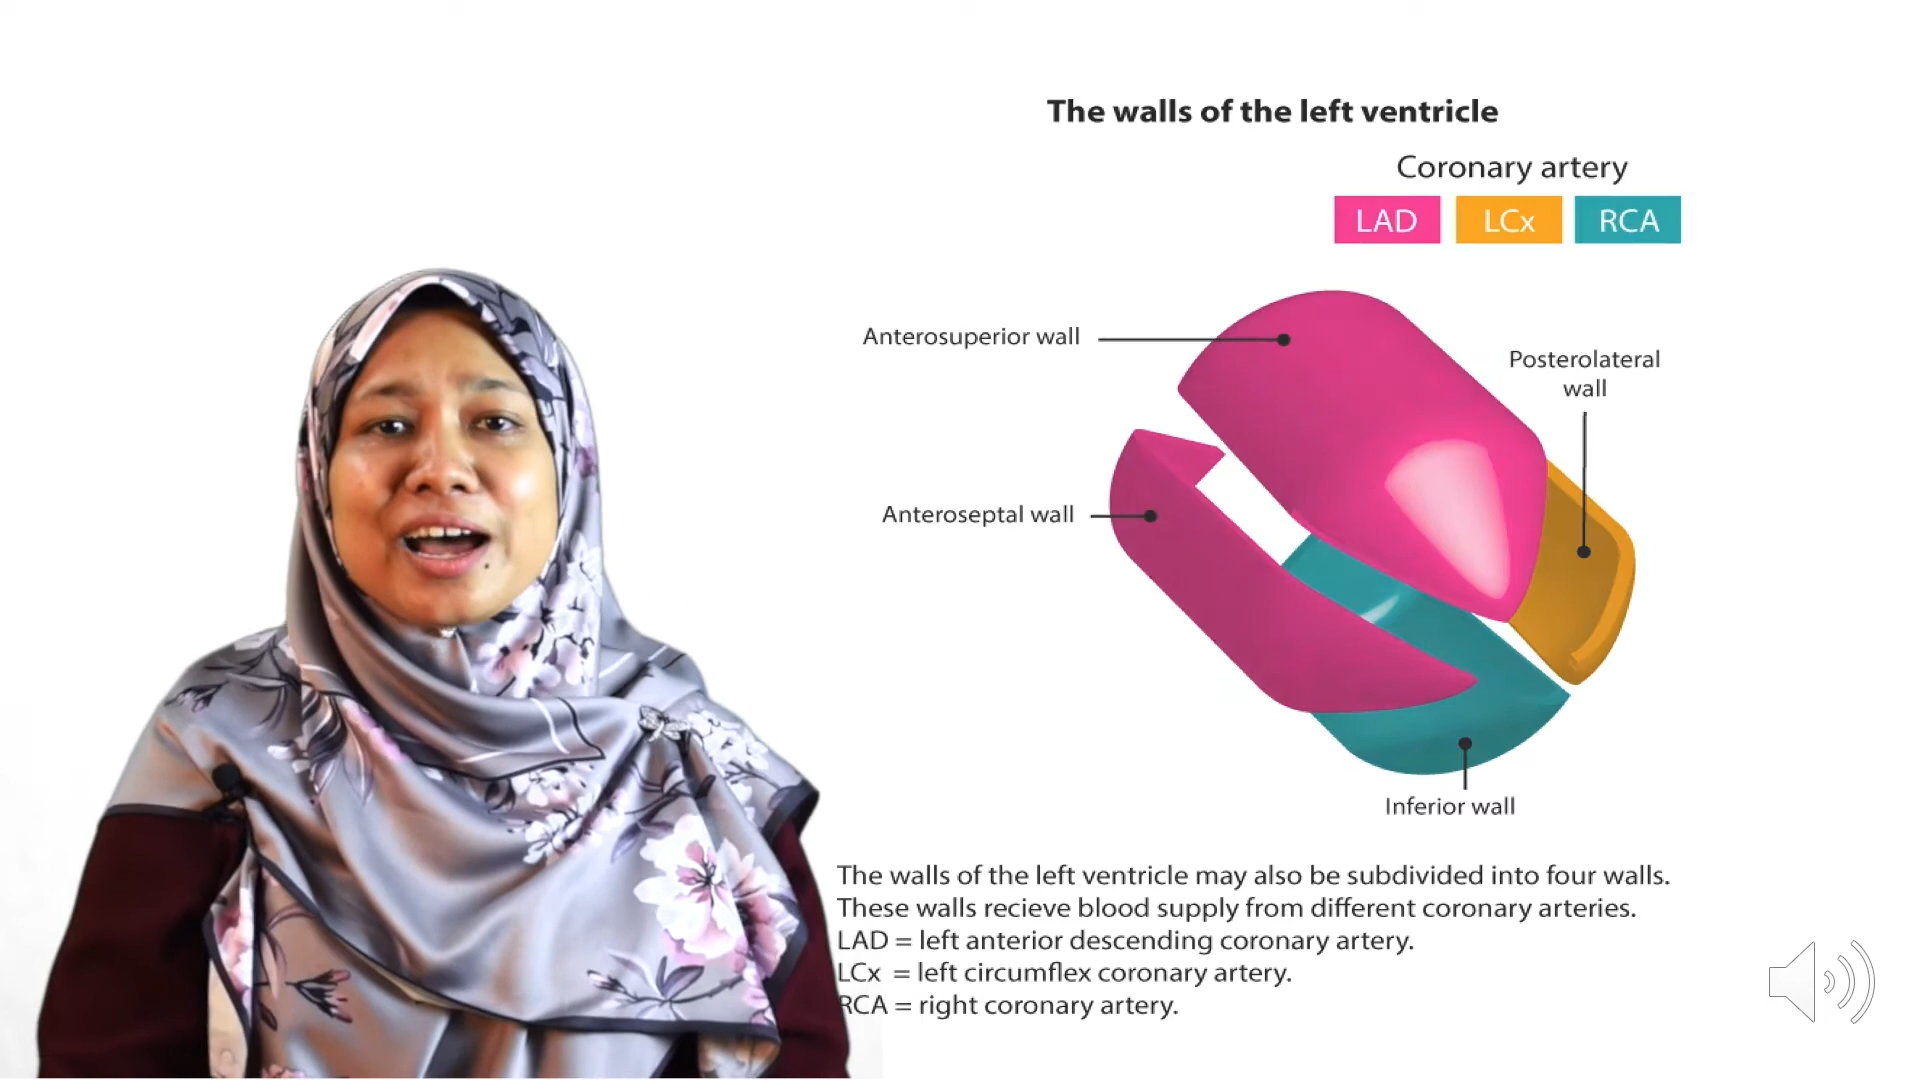 The walls of the left ventricle
Coronary artery
LAD LCx RCA
Anterosuperior wall
Posterolateral
wall
Anteroseptal wall
Inferior wall
The walls of the left ventricle may also be subdivided into four walls.
These walls recieve blood supply from different coronary arteries.
LAD = left anterior descending coronary artery.
LCx = left circumflex coronary artery.
RCA = right coronary artery.